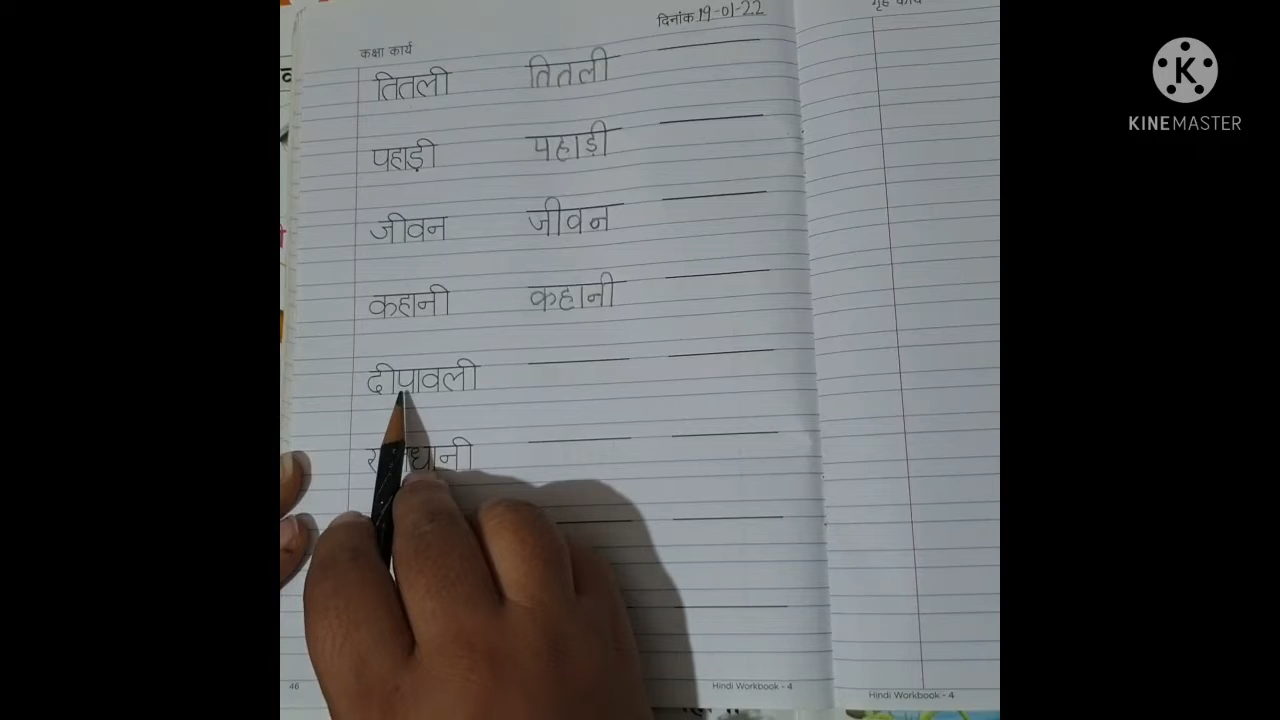 दिनांक 19-01-22
गृह कार्य
कक्षा कार्य
तितली तितली
पहाड़ी पहाड़ी
जीवन जीवन
कहानी कहानी
दीपावली
46
Hindi Workbook - 4
Hindi Workbook - 4
K
KINEMASTER